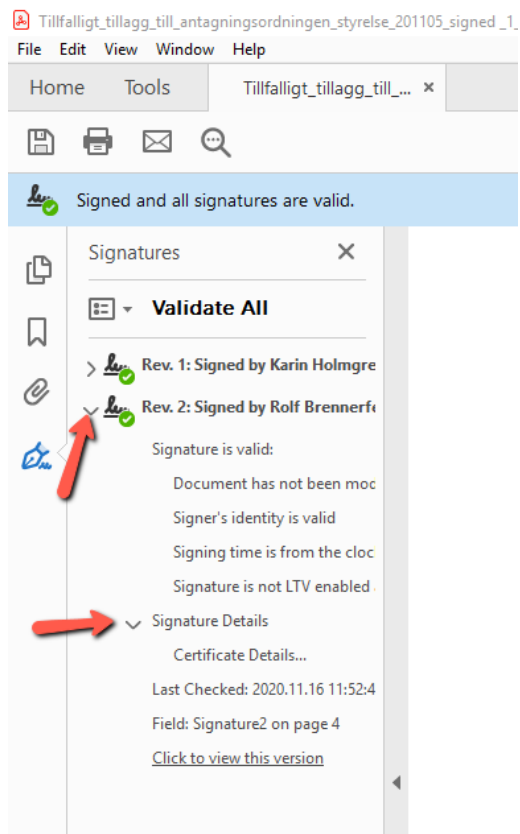 Tillfalligt_tillagg_till_antagningsordningen_styrelse_201105_signed _1_
File Edit View Window Help
Home Tools Tillfalligt_tillagg_till_... ×
Signed and all signatures are valid.
Signatures
Validate All
Rev. 1: Signed by Karin Holmgre
Rev. 2: Signed by Rolf Brennerfe
Signature is valid:
Document has not been mod
Signer's identity is valid
Signing time is from the cloc
Signature is not LTV enabled
Signature Details
Certificate Details...
Last Checked: 2020.11.16 11:52:4
Field: Signature2 on page 4
Click to view this version